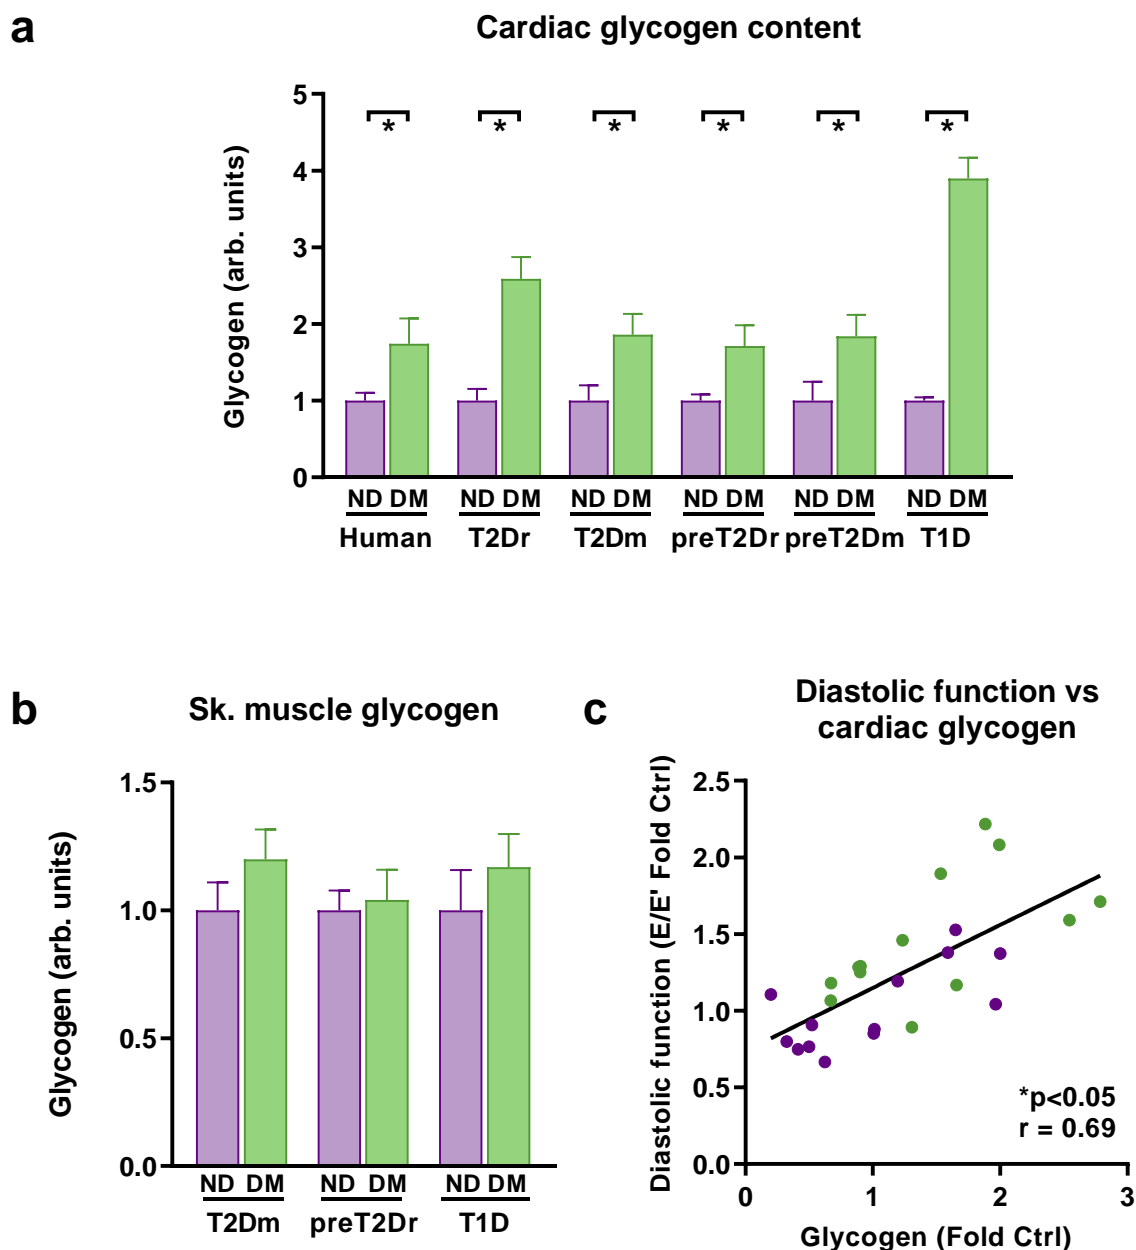 a
Cardiac glycogen content
Glycogen (arb. units)
5
4
3
2
1
0
* * * * * *
ND DM ND DM ND DM ND DM ND DM ND DM
Human T2Dr T2Dm preT2Dr preT2Dm T1D
b
Sk. muscle glycogen
Glycogen (arb. units)
1.5
1.0
0.5
0.0
ND DM ND DM ND DM
T2Dm preT2Dr T1D
c
Diastolic function vs
cardiac glycogen
Diastolic function (E/E' Fold Ctrl)
2.5
2.0
1.5
1.0
0.5
0.0
*p<0.05
r = 0.69
0 1 2 3
Glycogen (Fold Ctrl)